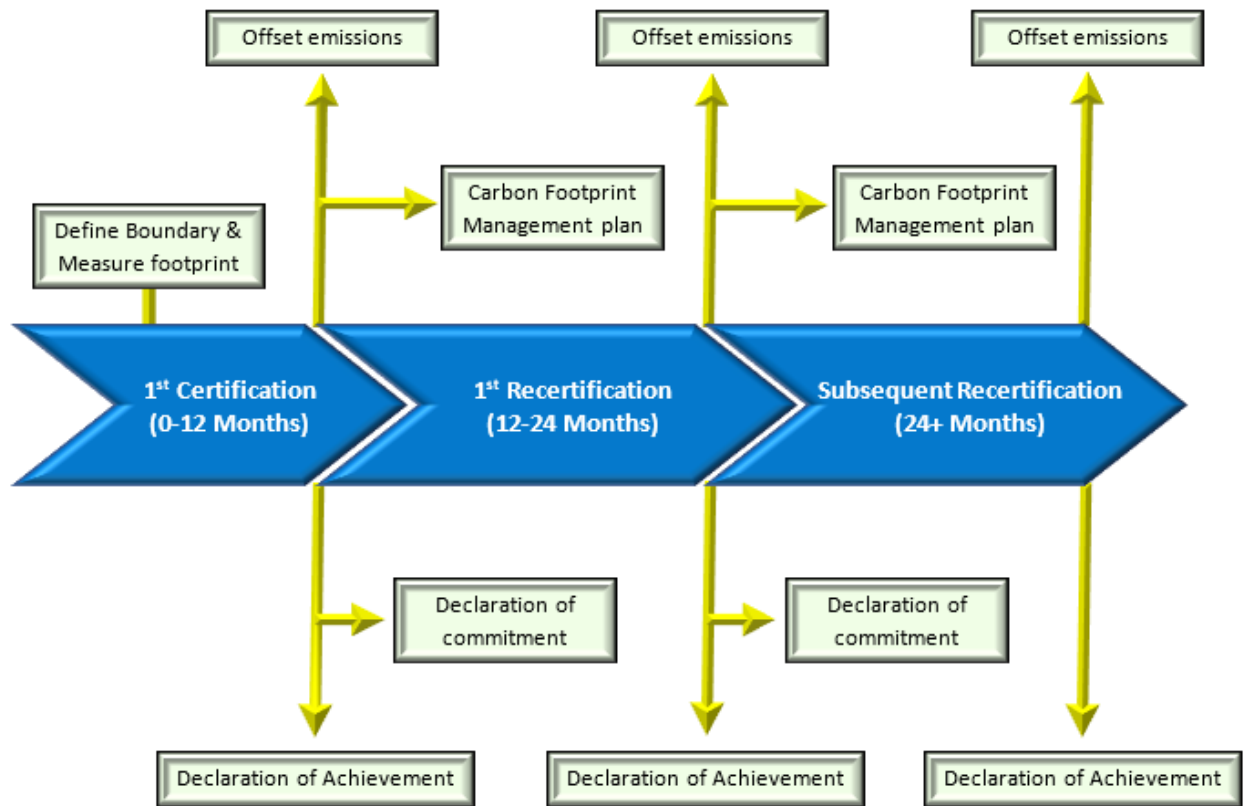 Offset emissions
Offset emissions
Offset emissions
Carbon Footprint
Management plan
Carbon Footprint
Management plan
Define Boundary &
Measure footprint
1st Certification
(0-12 Months)
1st Recertification
(12-24 Months)
Subsequent Recertification
(24+ Months)
Declaration of
commitment
Declaration of
commitment
Declaration of Achievement
Declaration of Achievement
Declaration of Achievement